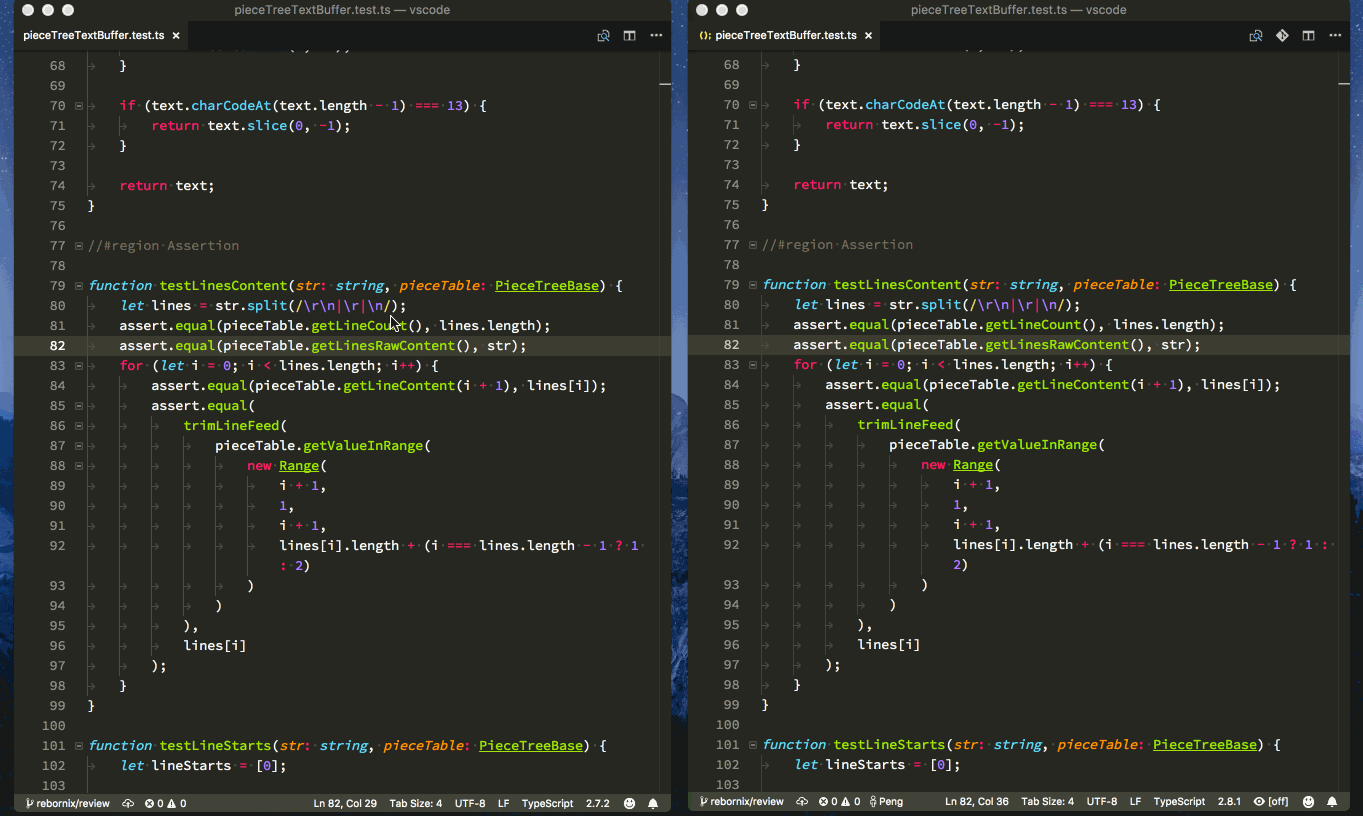 pieceTreeTextBuffer.test.ts — vscode
pieceTreeTextBuffer.test.ts ×
68 }
69
70 if (text.charCodeAt(text.length - 1) === 13) {
71 return text.slice(0, -1);
72 }
73
74 return text;
75 }
76
77 //#region Assertion
78
79 function testLinesContent(str: string, pieceTable: PieceTreeBase) {
80 let lines = str.split(/\r\n|\r|\n/);
81 assert.equal(pieceTable.getLineCount(), lines.length);
82 assert.equal(pieceTable.getLinesRawContent(), str);
83 for (let i = 0; i < lines.length; i++) {
84 assert.equal(pieceTable.getLineContent(i + 1), lines[i]);
85 assert.equal(
86 trimLineFeed(
87 pieceTable.getValueInRange(
88 new Range(
89 i + 1,
90 1,
91 i + 1,
92 lines[i].length + (i === lines.length - 1 ? 1
: 2)
93 )
94 )
95 ),
96 lines[i]
97 );
98 }
99 }
100
101 function testLineStarts(str: string, pieceTable: PieceTreeBase) {
102 let lineStarts = [0];
103
rebornix/review 0 0 Ln 82, Col 29 Tab Size: 4 UTF-8 LF TypeScript 2.7.2
pieceTreeTextBuffer.test.ts — vscode
(); pieceTreeTextBuffer.test.ts ×
68 }
69
70 if (text.charCodeAt(text.length - 1) === 13) {
71 return text.slice(0, -1);
72 }
73
74 return text;
75 }
76
77 //#region Assertion
78
79 function testLinesContent(str: string, pieceTable: PieceTreeBase) {
80 let lines = str.split(/\r\n|\r|\n/);
81 assert.equal(pieceTable.getLineCount(), lines.length);
82 assert.equal(pieceTable.getLinesRawContent(), str);
83 for (let i = 0; i < lines.length; i++) {
84 assert.equal(pieceTable.getLineContent(i + 1), lines[i]);
85 assert.equal(
86 trimLineFeed(
87 pieceTable.getValueInRange(
88 new Range(
89 i + 1,
90 1,
91 i + 1,
92 lines[i].length + (i === lines.length - 1 ? 1 :
2)
93 )
94 )
95 ),
96 lines[i]
97 );
98 }
99 }
100
101 function testLineStarts(str: string, pieceTable: PieceTreeBase) {
102 let lineStarts = [0];
103
rebornix/review 0 0 Peng Ln 82, Col 36 Tab Size: 4 UTF-8 LF TypeScript 2.8.1 [off]